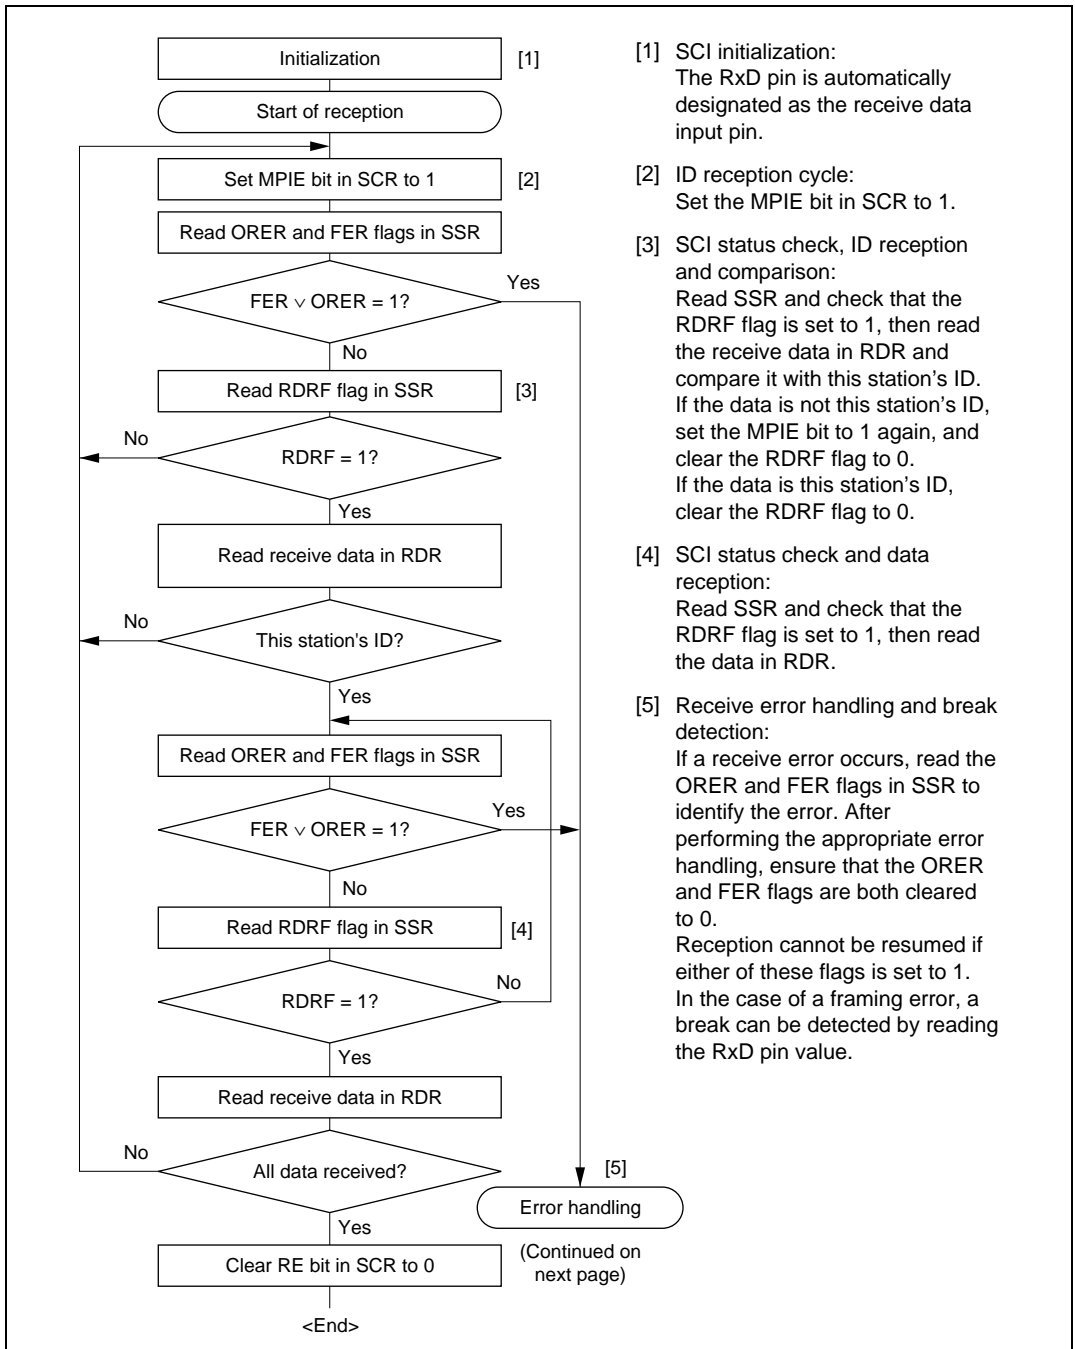 Initialization
[1]
Start of reception
Set MPIE bit in SCR to 1
[2]
Read ORER and FER flags in SSR
FER ∨ ORER = 1?
Yes
No
Read RDRF flag in SSR
[3]
No
RDRF = 1?
Yes
Read receive data in RDR
No
This station's ID?
Yes
Read ORER and FER flags in SSR
FER ∨ ORER = 1?
Yes
No
Read RDRF flag in SSR
[4]
RDRF = 1?
No
Yes
Read receive data in RDR
No
All data received?
[5]
Error handling
Yes
(Continued on
next page)
Clear RE bit in SCR to 0
<End>
[1] SCI initialization:
The RxD pin is automatically
designated as the receive data
input pin.
[2] ID reception cycle:
Set the MPIE bit in SCR to 1.
[3] SCI status check, ID reception
and comparison:
Read SSR and check that the
RDRF flag is set to 1, then read
the receive data in RDR and
compare it with this station's ID.
If the data is not this station's ID,
set the MPIE bit to 1 again, and
clear the RDRF flag to 0.
If the data is this station's ID,
clear the RDRF flag to 0.
[4] SCI status check and data
reception:
Read SSR and check that the
RDRF flag is set to 1, then read
the data in RDR.
[5] Receive error handling and break
detection:
If a receive error occurs, read the
ORER and FER flags in SSR to
identify the error. After
performing the appropriate error
handling, ensure that the ORER
and FER flags are both cleared
to 0.
Reception cannot be resumed if
either of these flags is set to 1.
In the case of a framing error, a
break can be detected by reading
the RxD pin value.